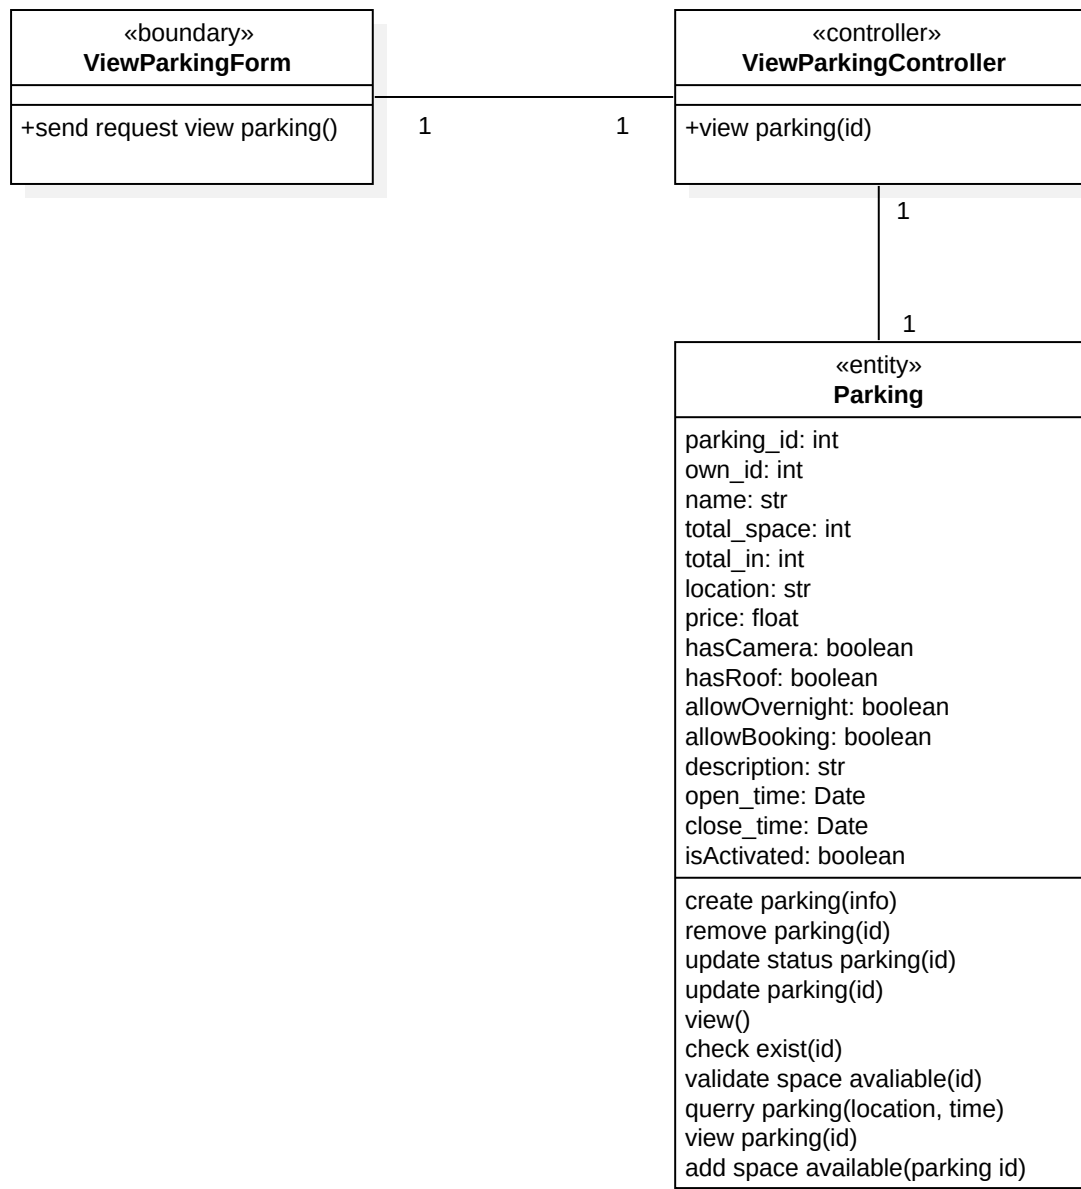 «boundary»
ViewParkingForm
+send request view parking()
1
1
«controller»
ViewParkingController
+view parking(id)
1
1
«entity»
Parking
parking_id: int
own_id: int
name: str
total_space: int
total_in: int
location: str
price: float
hasCamera: boolean
hasRoof: boolean
allowOvernight: boolean
allowBooking: boolean
description: str
open_time: Date
close_time: Date
isActivated: boolean
create parking(info)
remove parking(id)
update status parking(id)
update parking(id)
view()
check exist(id)
validate space avaliable(id)
querry parking(location, time)
view parking(id)
add space available(parking id)